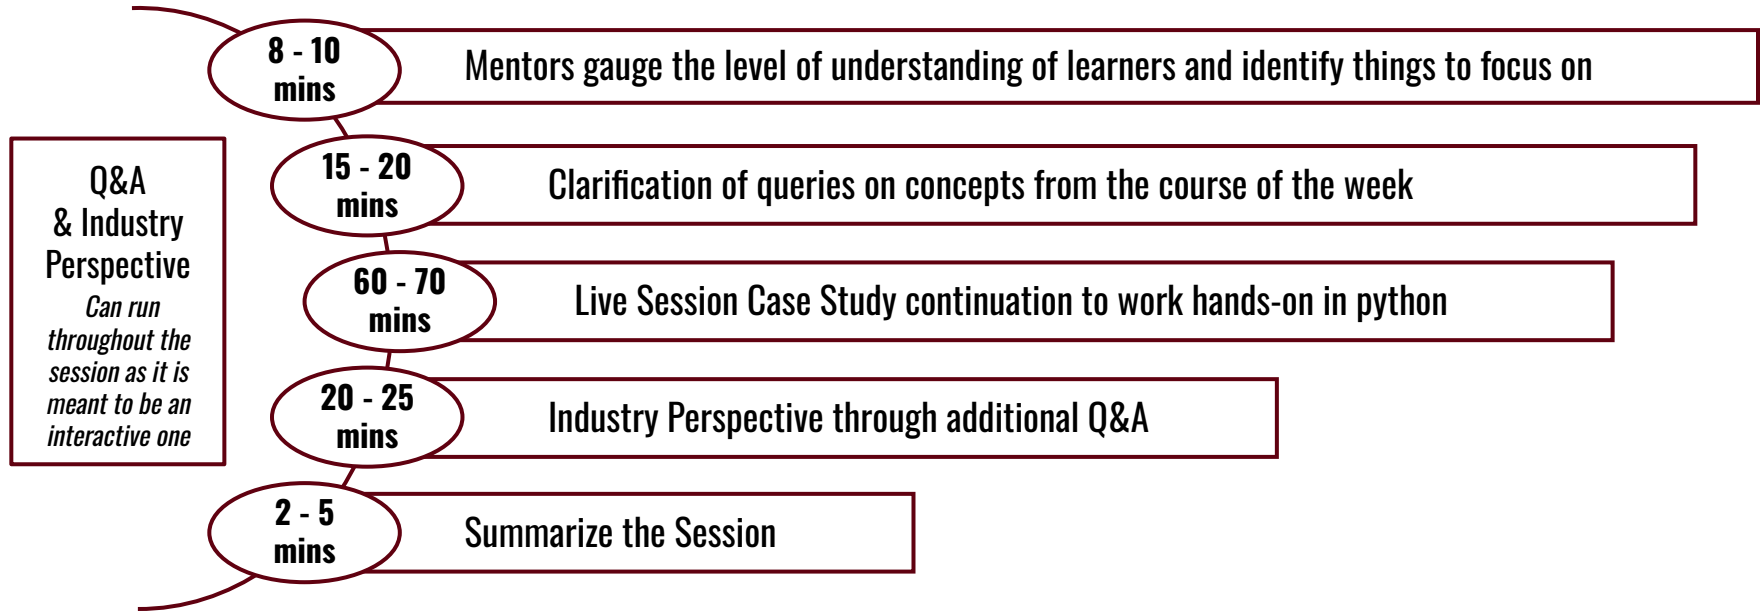 8 - 10
mins
Mentors gauge the level of understanding of learners and identify things to focus on
15 - 20
mins
Clarification of queries on concepts from the course of the week
Q&A
& Industry
Perspective
Can run
throughout the
session as it is
meant to be an
interactive one
60 - 70
mins
Live Session Case Study continuation to work hands-on in python
20 - 25
mins
Industry Perspective through additional Q&A
2 - 5
mins
Summarize the Session